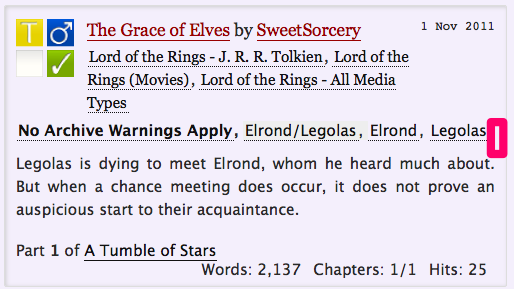 T The Grace of Elves by SweetSorcery 1 Nov 2011
Lord of the Rings - J. R. R. Tolkien, Lord of the
Rings (Movies), Lord of the Rings - All Media
Types
No Archive Warnings Apply, Elrond/Legolas, Elrond, Legolas
Legolas is dying to meet Elrond, whom he heard much about.
But when a chance meeting does occur, it does not prove an
auspicious start to their acquaintance.
Part 1 of A Tumble of Stars
Words: 2,137 Chapters: 1/1 Hits: 25